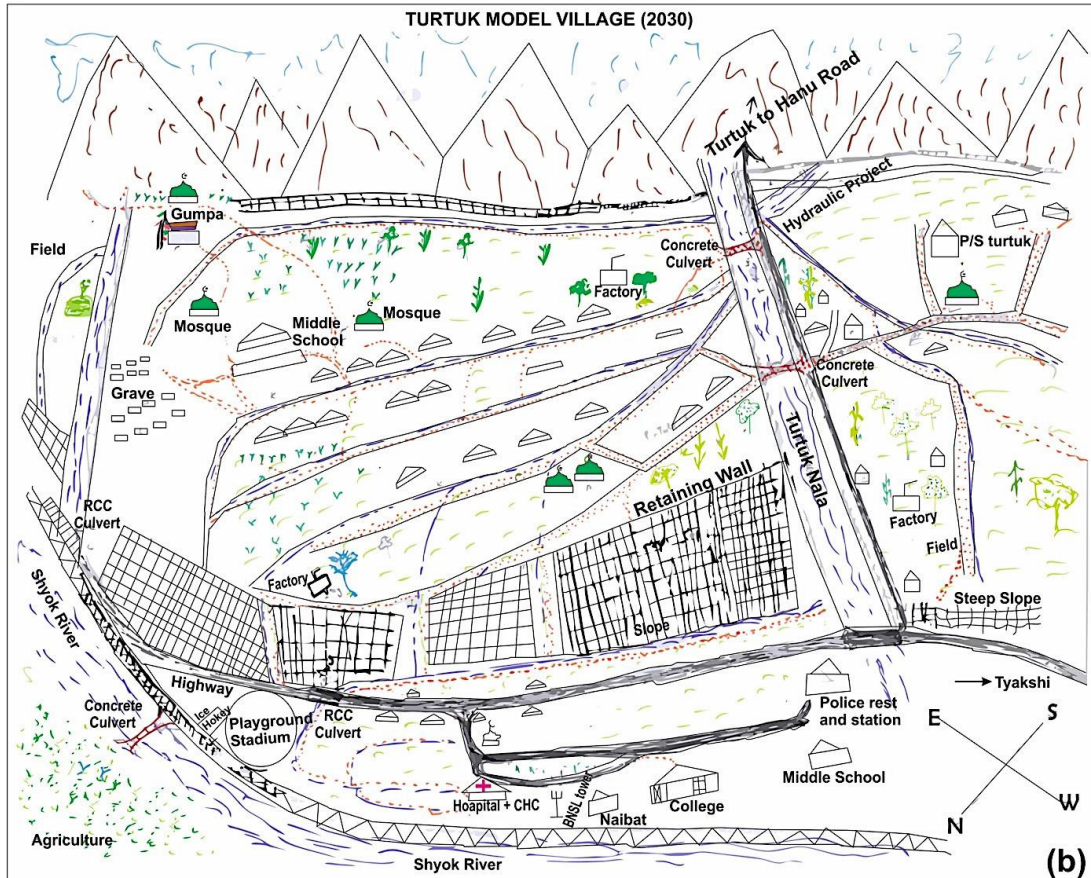 TURTUK MODEL VILLAGE (2030)
Turtuk to Hanu Road
Hydraulic Project
Gumpa
Field
P/S turtuk
Concrete
Culvert
Factory
Mosque
Mosque
Middle
School
Grave
Concrete
Culvert
Turtuk Nala
Retaining Wall
RCC
Culvert
Factory
Factory
Field
Steep Slope
Shyok River
Slope
Highway
Tyakshi
Concrete
Culvert
Ice
Hokey
Playground
Stadium
RCC
Culvert
Police rest
and station
E
S
Middle School
Hoapital + CHC
BNSL tower
Naibat
College
N
W
Agriculture
Shyok River
(b)